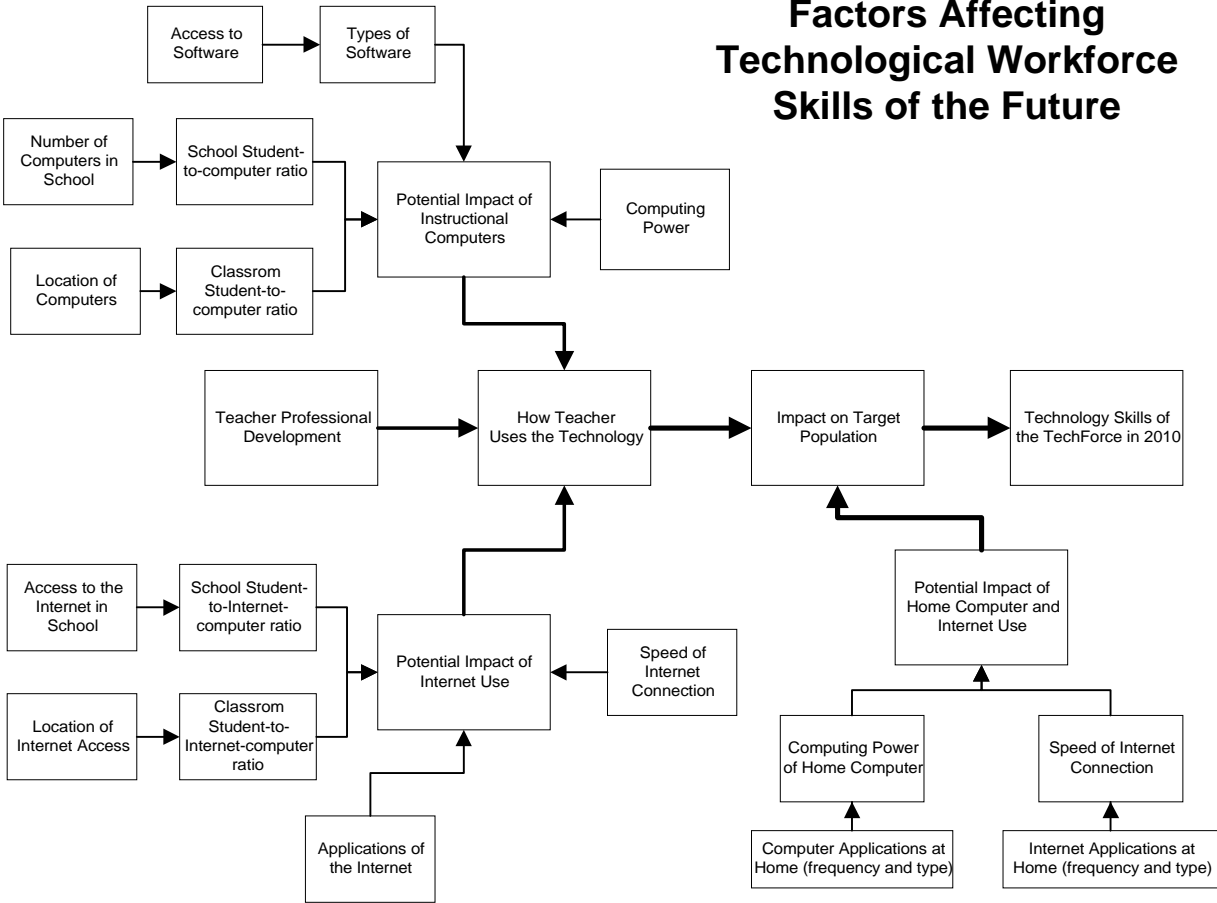 Factors Affecting
Technological Workforce
Skills of the Future
Access to
Software
Types of
Software
Number of
Computers in
School
School Student-
to-computer ratio
Potential Impact of
Instructional
Computers
Computing
Power
Location of
Computers
Classrom
Student-to-
computer ratio
Teacher Professional
Development
How Teacher
Uses the Technology
Impact on Target
Population
Technology Skills of
the TechForce in 2010
Access to the
Internet in
School
School Student-
to-Internet-
computer ratio
Potential Impact of
Internet Use
Speed of
Internet
Connection
Potential Impact of
Home Computer and
Internet Use
Location of
Internet Access
Classrom
Student-to-
Internet-computer
ratio
Computing Power
of Home Computer
Speed of Internet
Connection
Applications of
the Internet
Computer Applications at
Home (frequency and type)
Internet Applications at
Home (frequency and type)